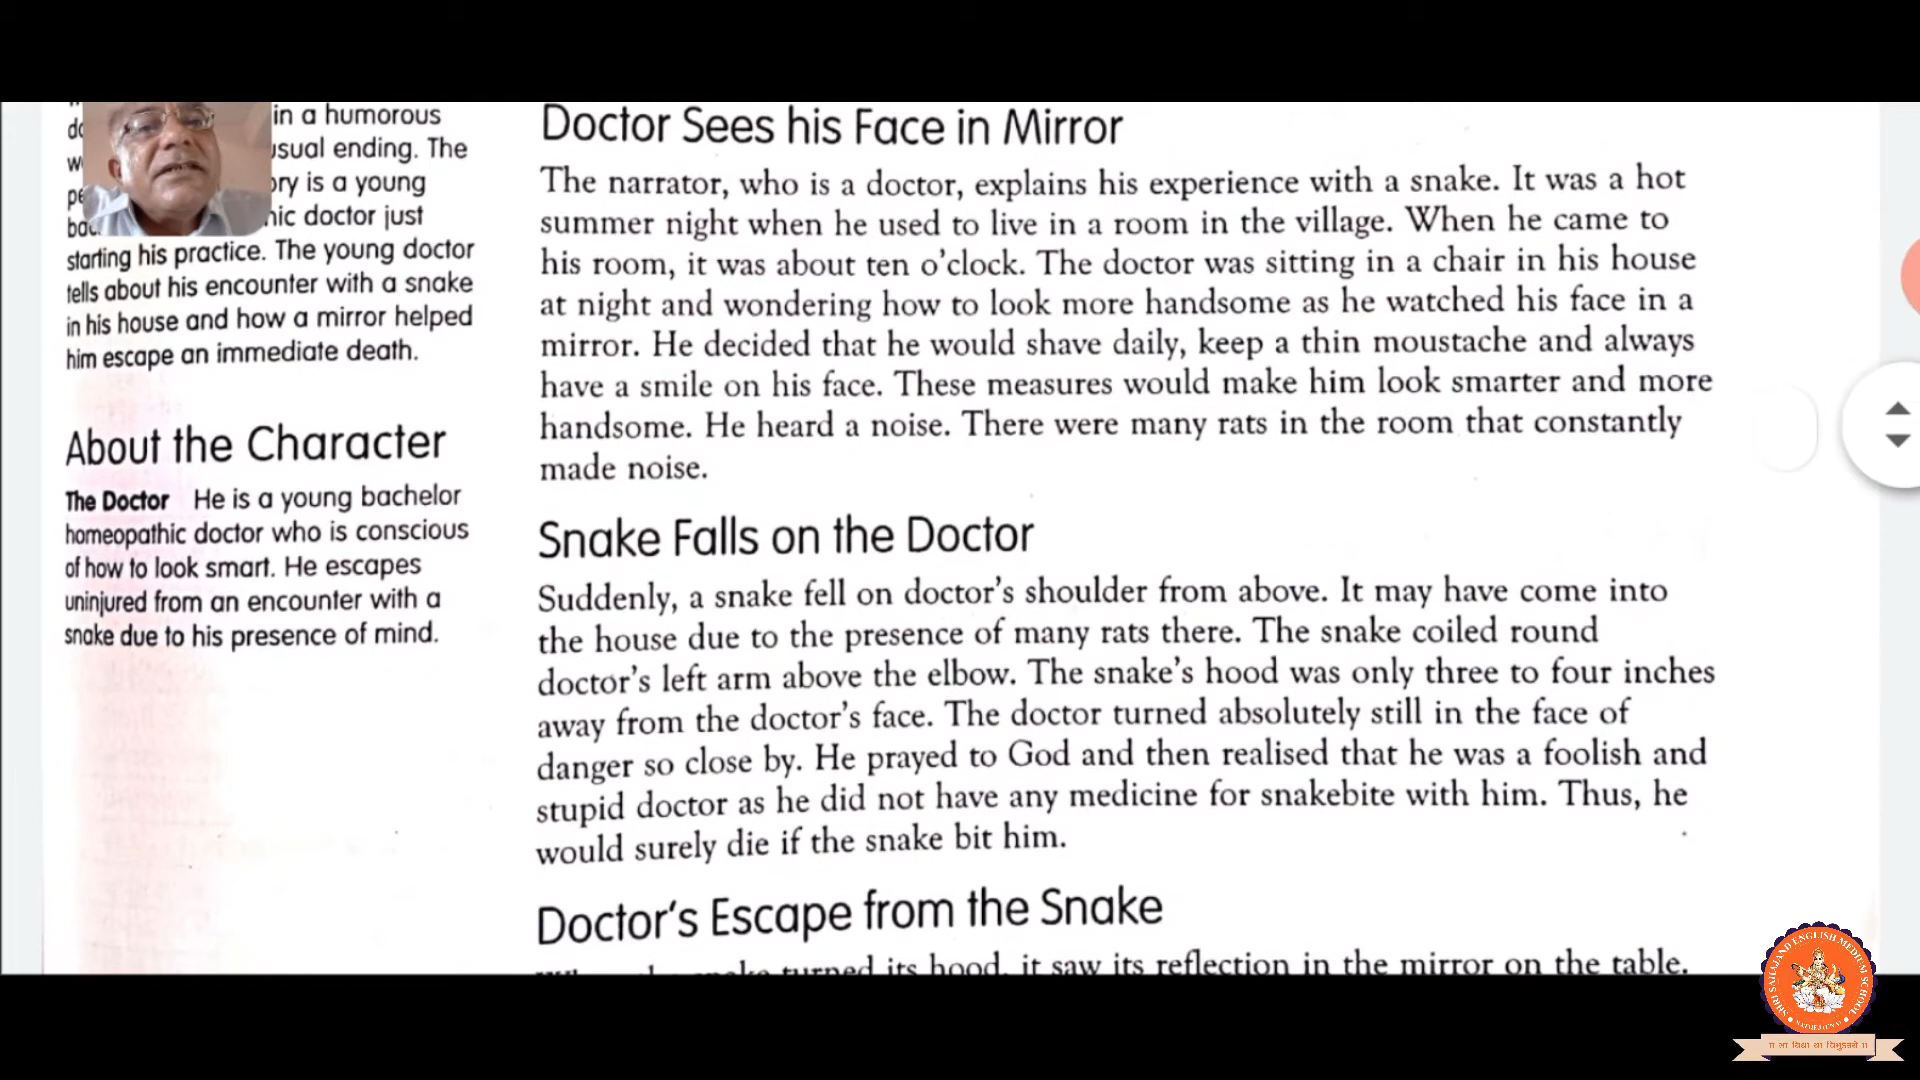 in a humorous
usual ending. The
ory is a young
hic doctor just
starting his practice. The young doctor
tells about his encounter with a snake
in his house and how a mirror helped
him escape an immediate death.
About the Character
The Doctor He is a young bachelor
homeopathic doctor who is conscious
of how to look smart. He escapes
uninjured from an encounter with a
snake due to his presence of mind.
Doctor Sees his Face in Mirror
The narrator, who is a doctor, explains his experience with a snake. It was a hot
summer night when he used to live in a room in the village. When he came to
his room, it was about ten o'clock. The doctor was sitting in a chair in his house
at night and wondering how to look more handsome as he watched his face in a
mirror. He decided that he would shave daily, keep a thin moustache and always
have a smile on his face. These measures would make him look smarter and more
handsome. He heard a noise. There were many rats in the room that constantly
made noise.
Snake Falls on the Doctor
Suddenly, a snake fell on doctor's shoulder from above. It may have come into
the house due to the presence of many rats there. The snake coiled round
doctor's left arm above the elbow. The snake's hood was only three to four inches
away from the doctor's face. The doctor turned absolutely still in the face of
danger so close by. He prayed to God and then realised that he was a foolish and
stupid doctor as he did not have any medicine for snakebite with him. Thus, he
would surely die if the snake bit him.
Doctor's Escape from the Snake
turned its hood, it saw its reflection in the mirror on the table.
SHRI SAHAJANAND ENGLISH MEDIUM SCHOOL
॥ सा विद्या या विमुक्तये ॥